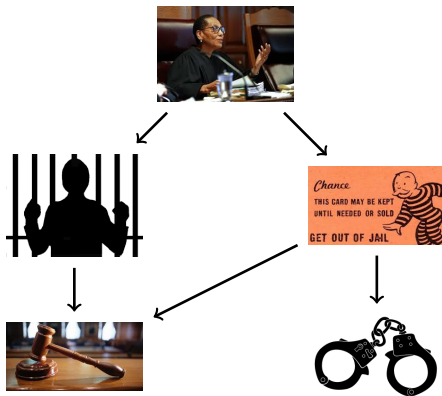 Chance
THIS CARD MAY BE KEPT
UNTIL NEEDED OR SOLD
GET OUT OF JAIL